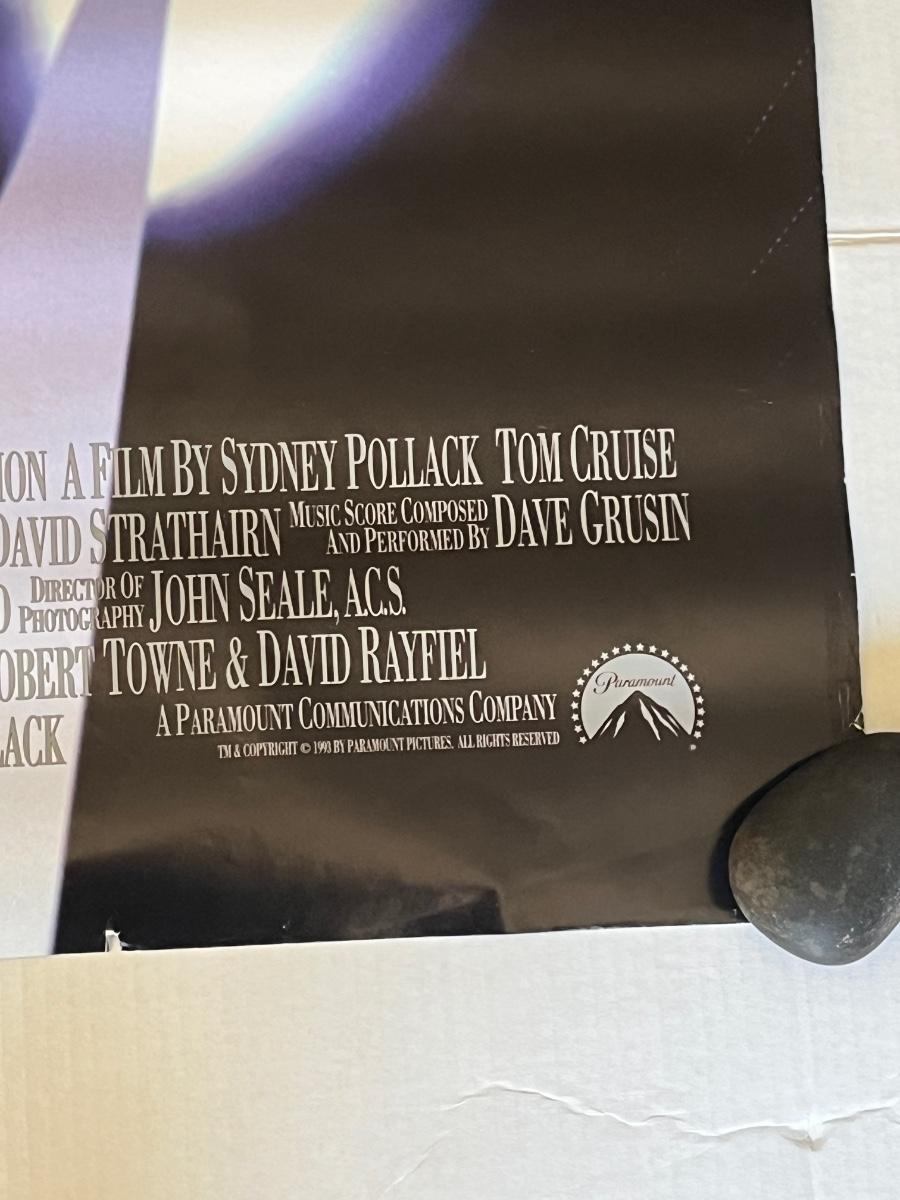 ION A FILM BY SYDNEY POLLACK TOM CRUISE
DAVID STRATHAIRN MUSIC SCORE COMPOSED AND PERFORMED BY DAVE GRUSIN
DIRECTOR OF PHOTOGRAPHY JOHN SEALE, A.C.S.
OBERT TOWNE & DAVID RAYFIEL
LACK
A PARAMOUNT COMMUNICATIONS COMPANY
TM & COPYRIGHT © 1993 BY PARAMOUNT PICTURES. ALL RIGHTS RESERVED
Paramount
®